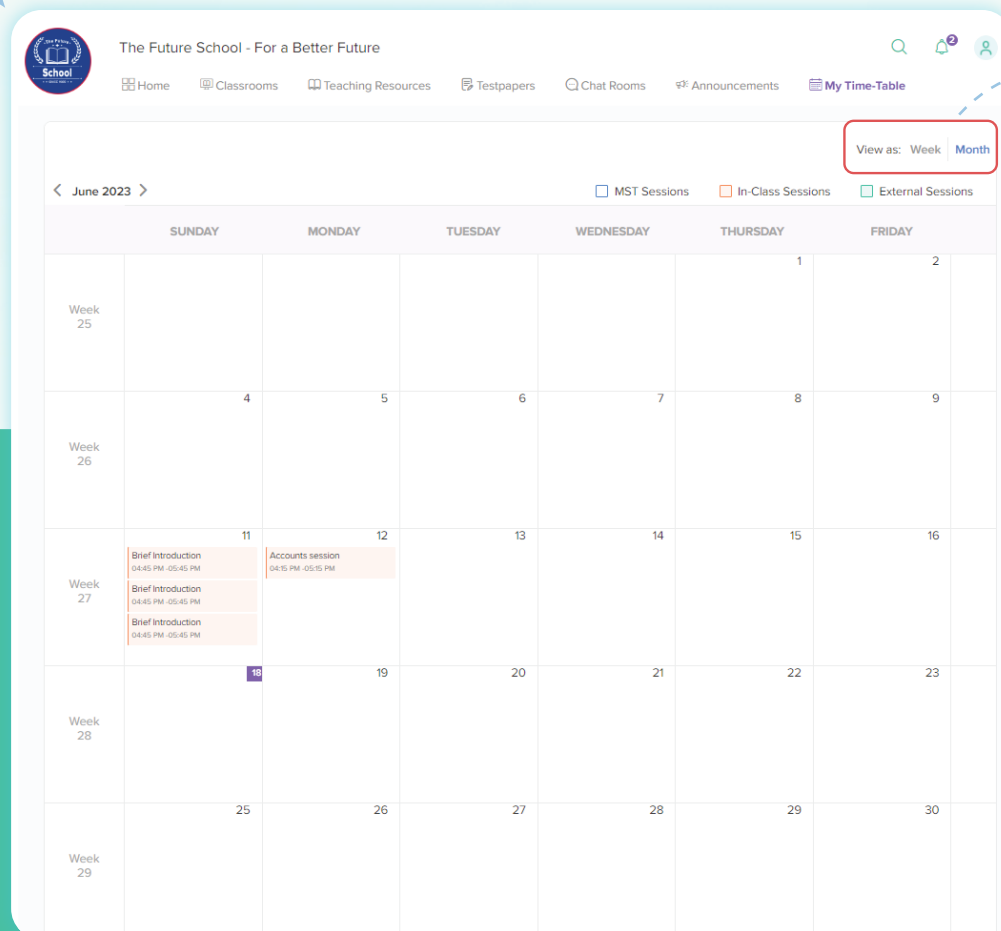 The Future
School
The Future School - For a Better Future
2
Home Classrooms Teaching Resources Testpapers Chat Rooms Announcements My Time-Table
View as: Week Month
June 2023
MST Sessions In-Class Sessions External Sessions
SUNDAY MONDAY TUESDAY WEDNESDAY THURSDAY FRIDAY
1 2
Week
25
4 5 6 7 8 9
Week
26
11 12 13 14 15 16
Brief Introduction Accounts session
04:45 PM -05:45 PM 04:15 PM -05:15 PM
Week
27
Brief Introduction
04:45 PM -05:45 PM
Brief Introduction
04:45 PM -05:45 PM
18 19 20 21 22 23
Week
28
25 26 27 28 29 30
Week
29